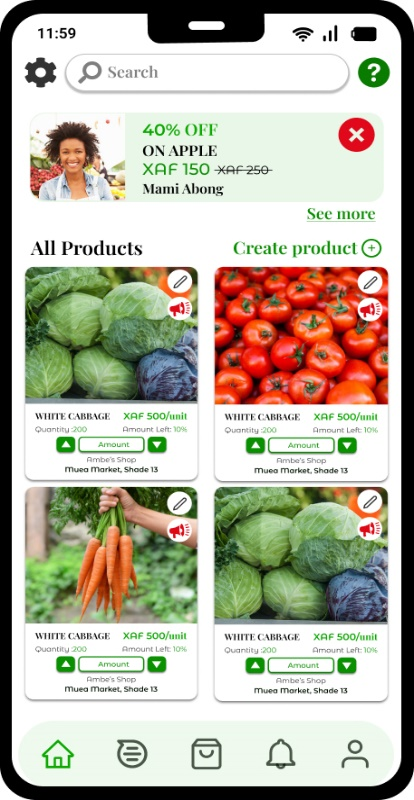 11:59
Search
?
40% OFF
ON APPLE
XAF 150 XAF 250
Mami Abong
See more
All Products
Create product
WHITE CABBAGE XAF 500/unit
Quantity :200 Amount Left: 10%
Amount
Ambe's Shop
Muea Market, Shade 13
WHITE CABBAGE XAF 500/unit
Quantity :200 Amount Left: 10%
Amount
Ambe's Shop
Muea Market, Shade 13
WHITE CABBAGE XAF 500/unit
Quantity :200 Amount Left: 10%
Amount
Ambe's Shop
Muea Market, Shade 13
WHITE CABBAGE XAF 500/unit
Quantity :200 Amount Left: 10%
Amount
Ambe's Shop
Muea Market, Shade 13